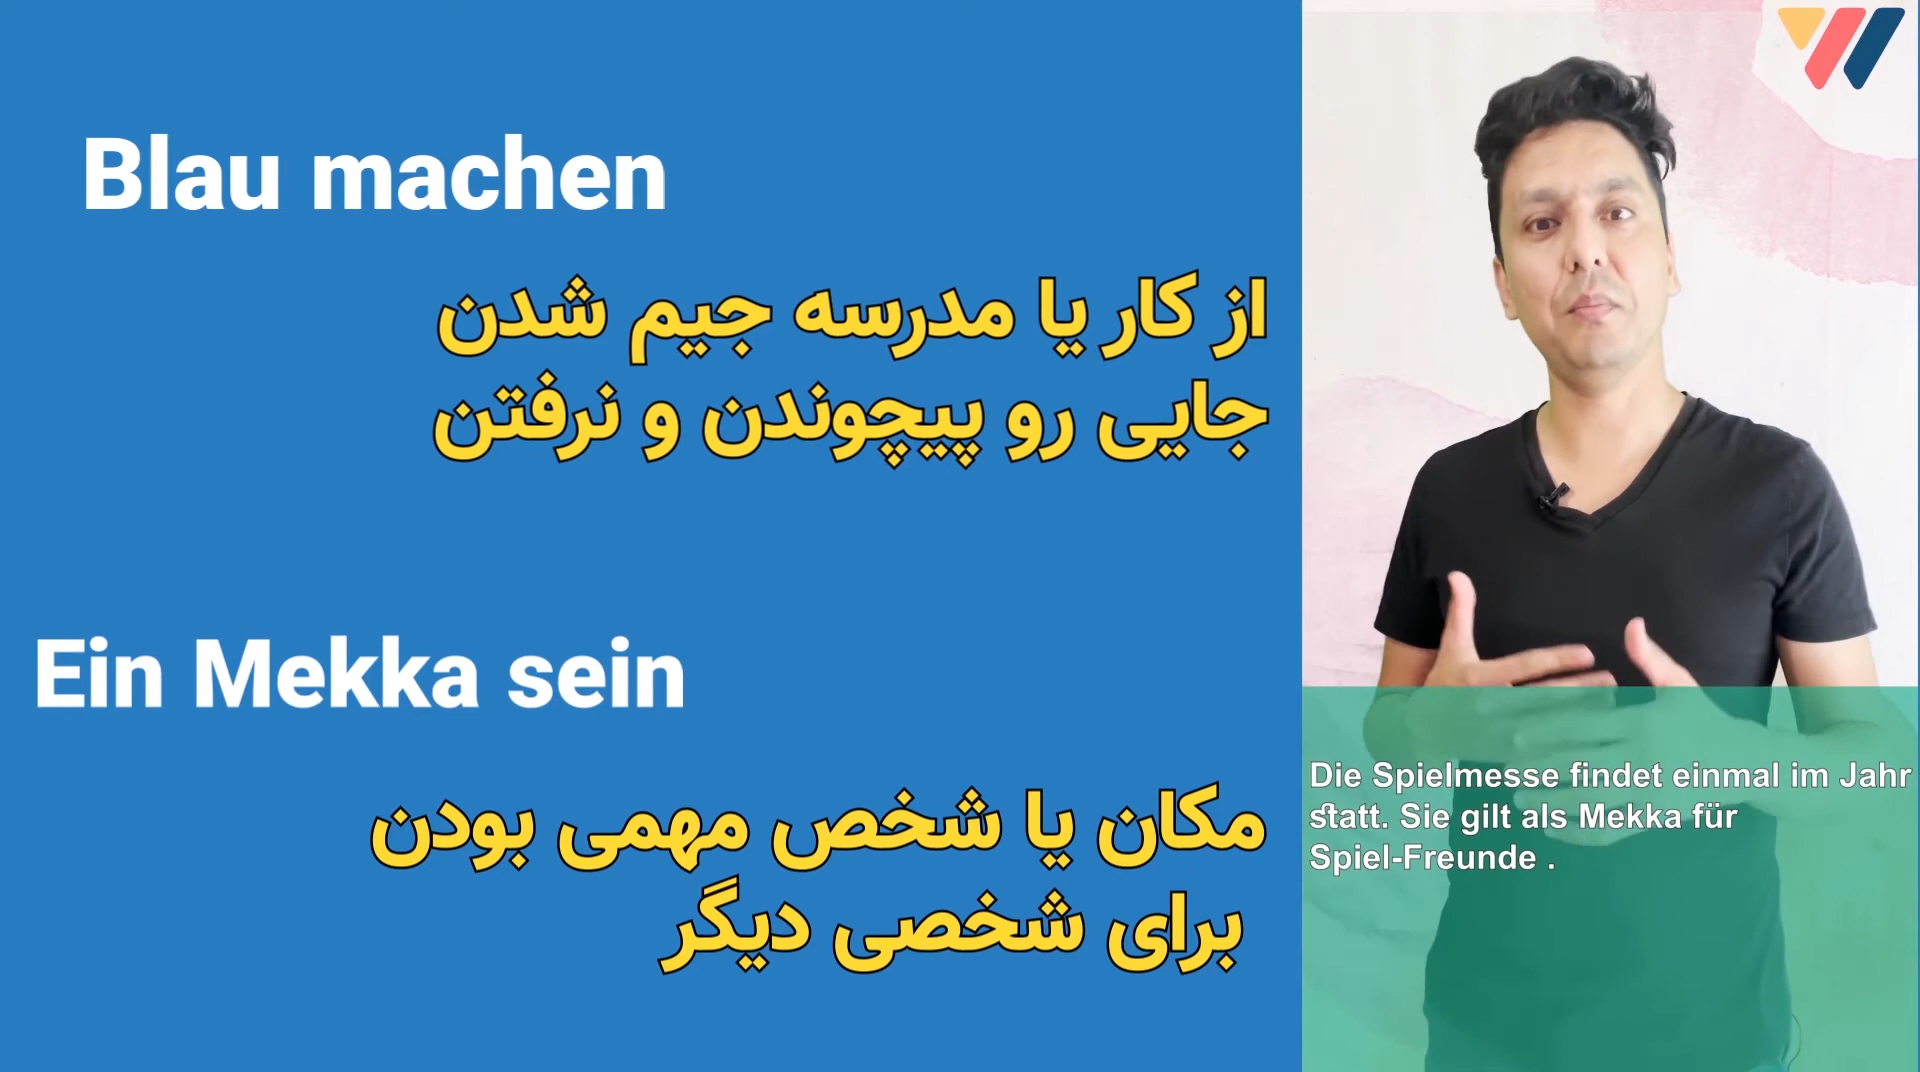 Blau machen
از کار یا مدرسه جیم شدن
جایی رو پیچوندن و نرفتن
Ein Mekka sein
مکان یا شخص مهمی بودن
برای شخصی دیگر
Die Spielmesse findet einmal im Jahr
statt. Sie gilt als Mekka für
Spiel-Freunde .